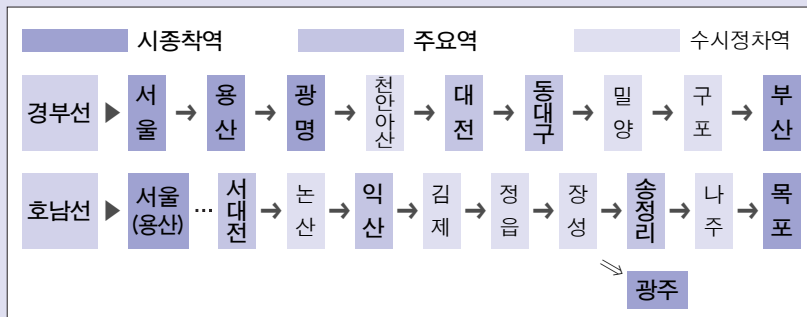 시종착역 주요역 수시정차역
경부선 ▶ 서울 → 용산 → 광명 → 천안아산 → 대전 → 동대구 → 밀양 → 구포 → 부산
호남선 ▶ 서울(용산) … 서대전 → 논산 → 익산 → 김제 → 정읍 → 장성 → 송정리 → 나주 → 목포
⇒ 광주